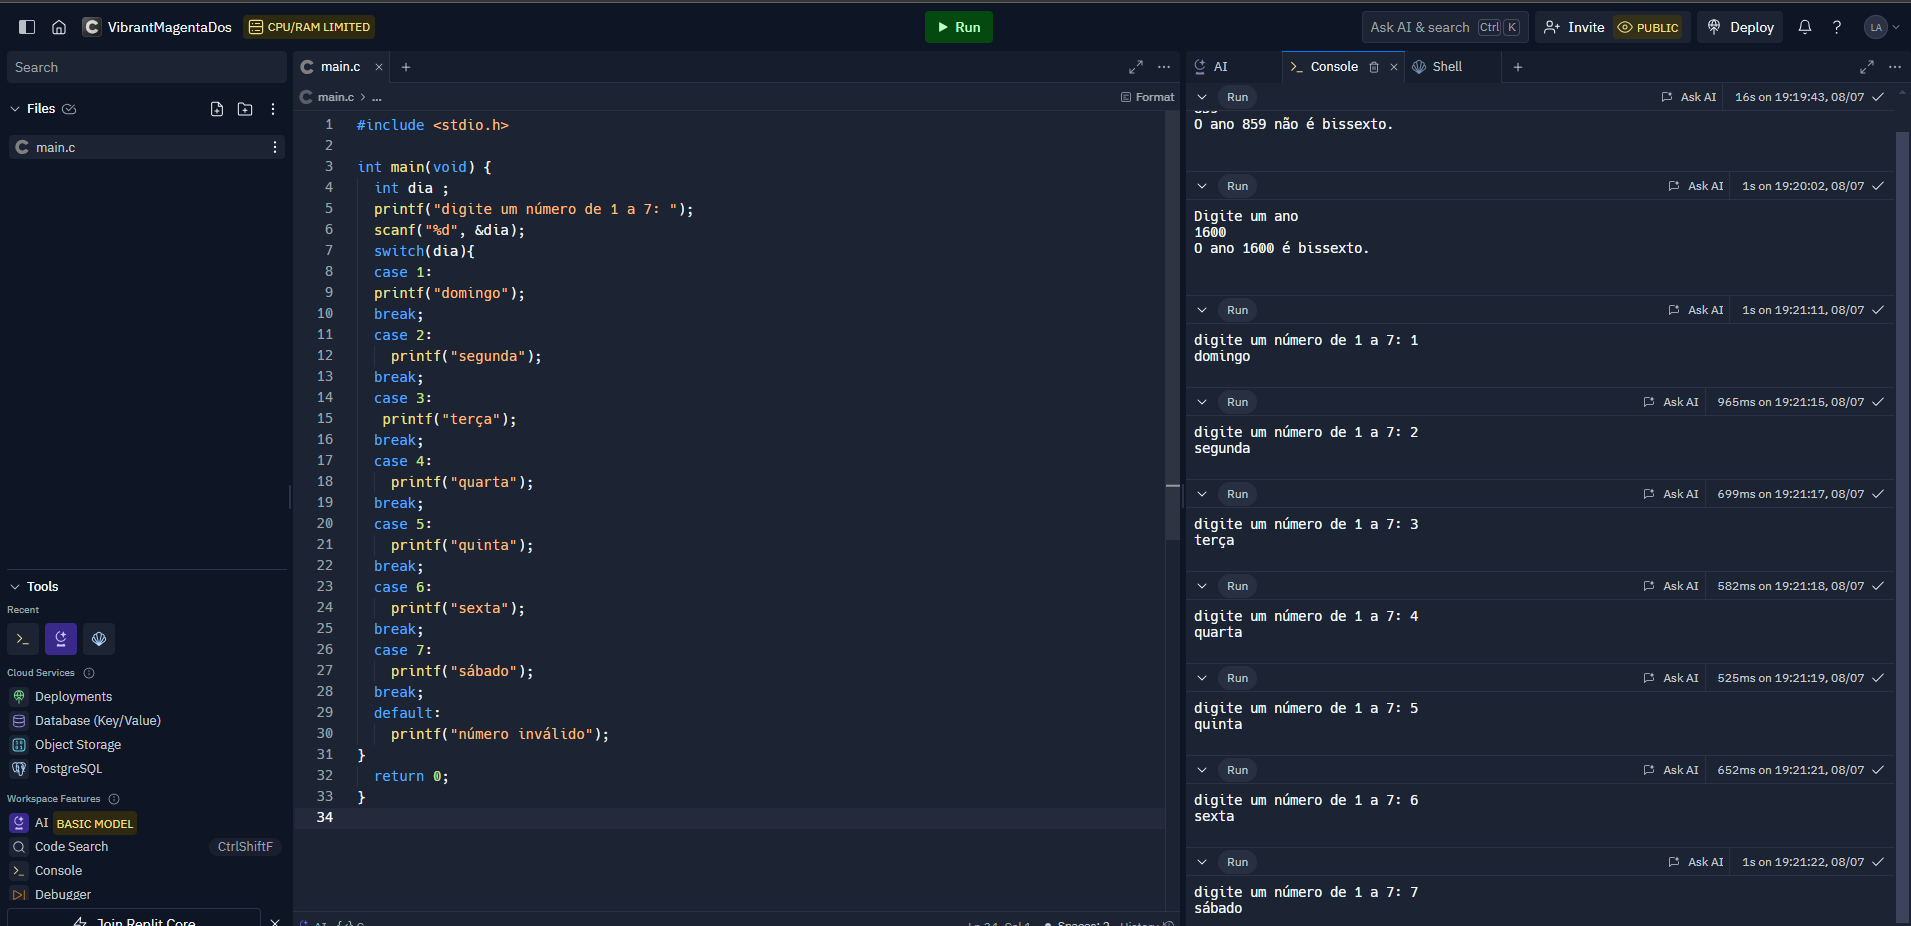 VibrantMagentaDos
CPU/RAM LIMITED
Run
Ask AI & search Ctrl K
Invite
PUBLIC
Deploy
?
LA
Search
Files
main.c
Tools
Recent
Cloud Services
Deployments
Database (Key/Value)
Object Storage
PostgreSQL
Workspace Features
AI BASIC MODEL
Code Search CtrlShiftF
Console
Debugger
Join Replit Core
main.c
main.c > ...
Format
1 #include <stdio.h>
2
3 int main(void) {
4 int dia ;
5 printf("digite um número de 1 a 7: ");
6 scanf("%d", &dia);
7 switch(dia){
8 case 1:
9 printf("domingo");
10 break;
11 case 2:
12 printf("segunda");
13 break;
14 case 3:
15 printf("terça");
16 break;
17 case 4:
18 printf("quarta");
19 break;
20 case 5:
21 printf("quinta");
22 break;
23 case 6:
24 printf("sexta");
25 break;
26 case 7:
27 printf("sábado");
28 break;
29 default:
30 printf("número inválido");
31 }
32 return 0;
33 }
34
AI
Ln 34, Col 1
Spaces: 2
History
AI
Console
Shell
Run Ask AI 16s on 19:19:43, 08/07
859
O ano 859 não é bissexto.
Run Ask AI 1s on 19:20:02, 08/07
Digite um ano
1600
O ano 1600 é bissexto.
Run Ask AI 1s on 19:21:11, 08/07
digite um número de 1 a 7: 1
domingo
Run Ask AI 965ms on 19:21:15, 08/07
digite um número de 1 a 7: 2
segunda
Run Ask AI 699ms on 19:21:17, 08/07
digite um número de 1 a 7: 3
terça
Run Ask AI 582ms on 19:21:18, 08/07
digite um número de 1 a 7: 4
quarta
Run Ask AI 525ms on 19:21:19, 08/07
digite um número de 1 a 7: 5
quinta
Run Ask AI 652ms on 19:21:21, 08/07
digite um número de 1 a 7: 6
sexta
Run Ask AI 1s on 19:21:22, 08/07
digite um número de 1 a 7: 7
sábado